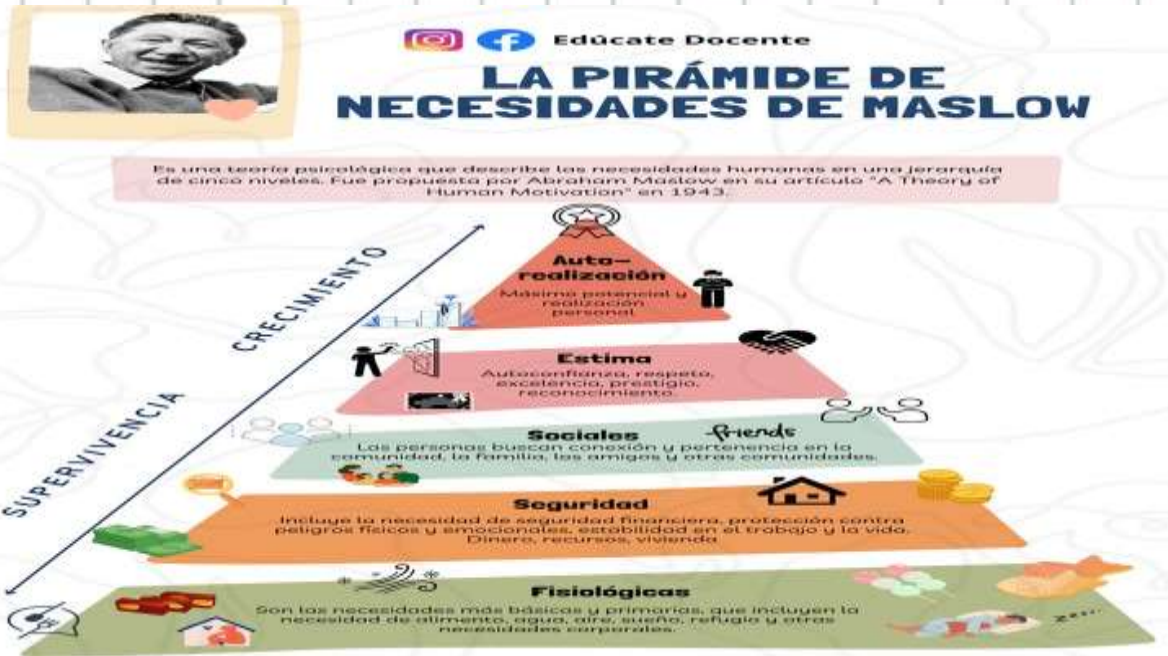 Edúcate Docente
LA PIRÁMIDE DE
NECESIDADES DE MASLOW
Es una teoría psicológica que describe las necesidades humanas en una jerarquía
de cinco niveles. Fue propuesta por Abraham Maslow en su artículo "A Theory of
Human Motivation" en 1943.
CRECIMIENTO
SUPERVIVENCIA
Auto-
realización
Máximo potencial y
realización
personal
Estima
Autoconfianza, respeto,
excelencia, prestigio,
reconocimiento.
Sociales
friends
Las personas buscan conexión y pertenencia en la
comunidad, la familia, los amigos y otras comunidades.
Seguridad
Incluye la necesidad de seguridad financiera, protección contra
peligros físicos y emocionales, estabilidad en el trabajo y la vida.
Dinero, recursos, vivienda
Fisiológicas
Son las necesidades más básicas y primarias, que incluyen la
necesidad de alimento, agua, aire, sueño, refugio y otras
necesidades corporales.